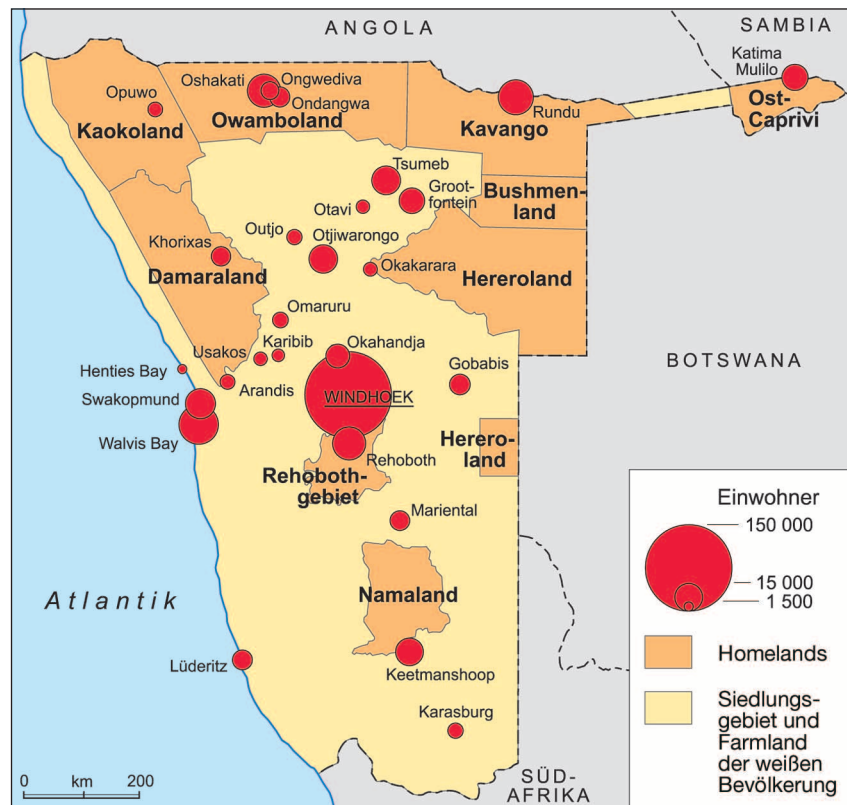 ANGOLA
SAMBIA
Katima
Mulilo
Oshakati
Ongwediva
Opuwo
Ondangwa
Ost-
Caprivi
Kaokoland
Owamboland
Kavango
Rundu
Tsumeb
Groot-
fontein
Bushmen-
land
Otavi
Outjo
Otjiwarongo
Khorixas
Okakarara
Damaraland
Hereroland
Omaruru
Usakos
Karibib
Okahandja
Henties Bay
Gobabis
BOTSWANA
Arandis
Swakopmund
WINDHOEK
Walvis Bay
Herero-
land
Rehoboth
Rehoboth-
gebiet
Mariental
Einwohner
150 000
15 000
1 500
Atlantik
Namaland
Homelands
Lüderitz
Keetmanshoop
Siedlungs-
gebiet und
Farmland
der weißen
Bevölkerung
Karasburg
0 km 200
SÜD-
AFRIKA